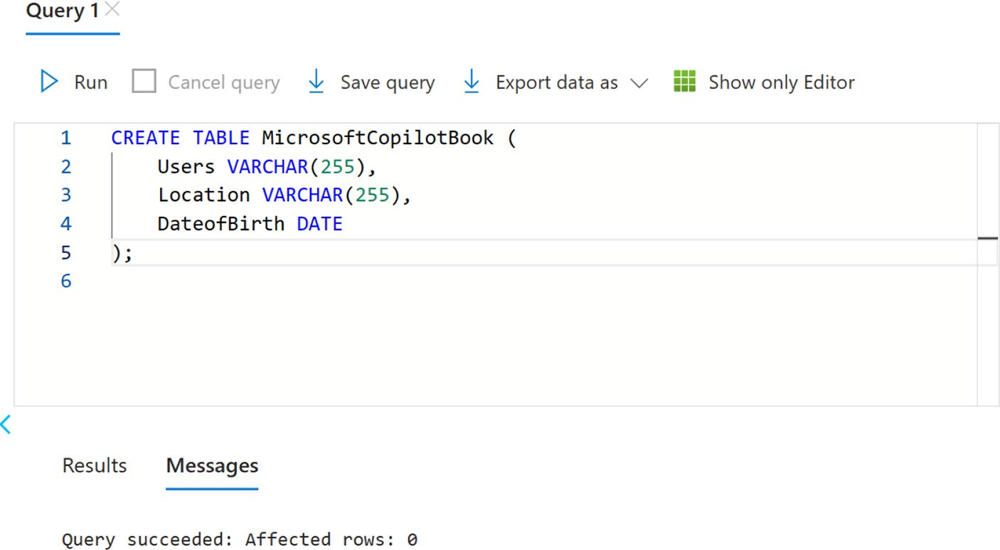 Query 1
Run Cancel query Save query Export data as Show only Editor
1 CREATE TABLE MicrosoftCopilotBook (
2 Users VARCHAR(255),
3 Location VARCHAR(255),
4 DateofBirth DATE
5 );
6
Results Messages
Query succeeded: Affected rows: 0